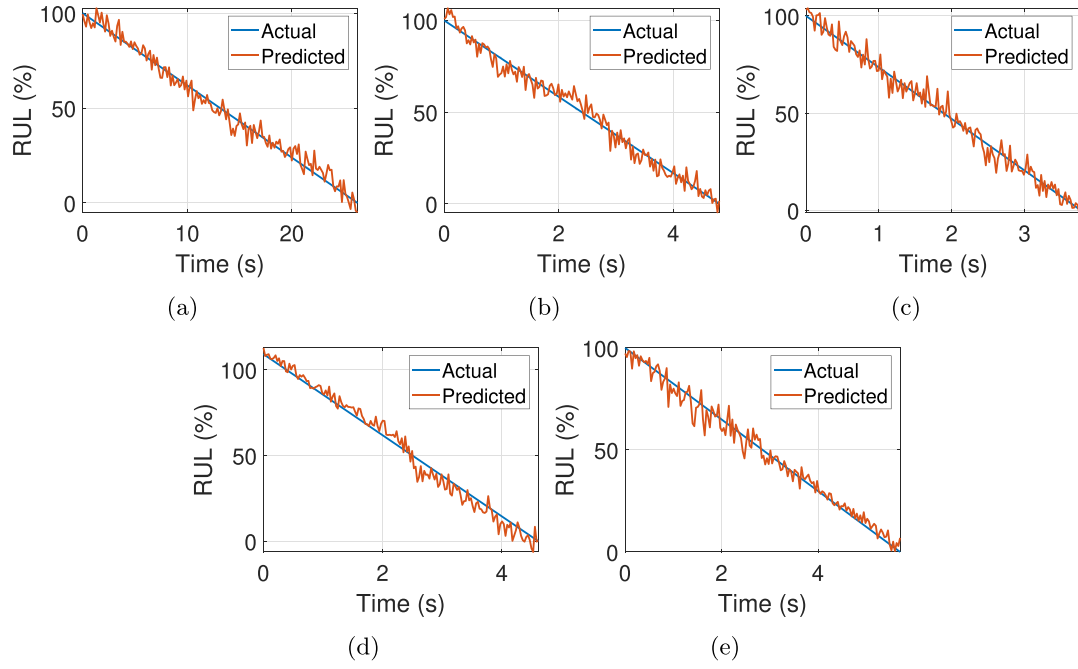 RUL (%)
100
50
0
Actual
Predicted
0
10
20
Time (s)
(a)
RUL (%)
100
50
0
Actual
Predicted
0
2
4
Time (s)
(b)
RUL (%)
100
50
0
Actual
Predicted
0
1
2
3
Time (s)
(c)
RUL (%)
100
50
0
Actual
Predicted
0
2
4
Time (s)
(d)
RUL (%)
100
50
0
Actual
Predicted
0
2
4
Time (s)
(e)